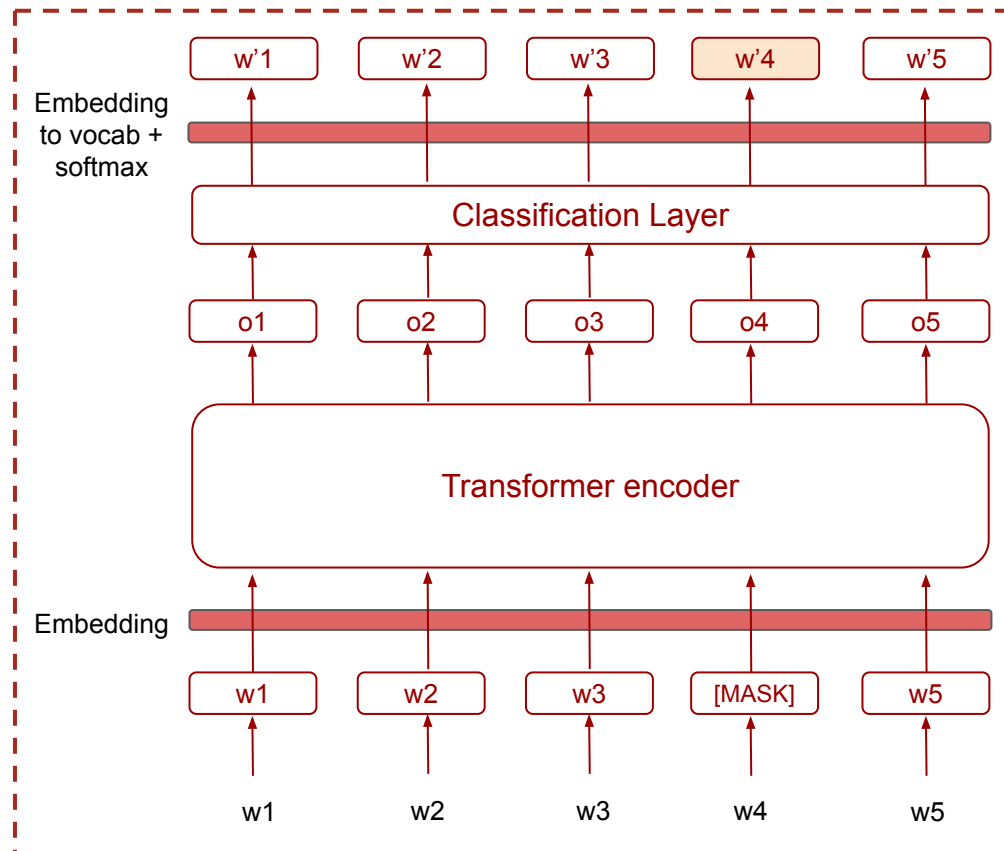 w’1 w’2 w’3 w’4 w’5
Embedding
to vocab +
softmax
Classification Layer
o1 o2 o3 o4 o5
Transformer encoder
Embedding
w1 w2 w3 [MASK] w5
w1 w2 w3 w4 w5